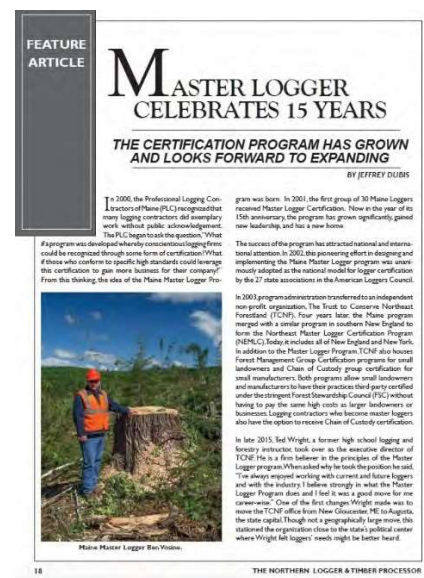 FEATURE
ARTICLE
MASTER LOGGER
CELEBRATES 15 YEARS
THE CERTIFICATION PROGRAM HAS GROWN
AND LOOKS FORWARD TO EXPANDING
BY JEFFREY DUBIS
In 2000, the Professional Logging Con-
tractors of Maine (PLC) recognized that
many logging contractors did exemplary
work without public acknowledgement.
The PLC began to ask the question, "What
if a program was developed whereby conscientious logging firms
could be recognized through some form of certification? What
if those who conform to specific high standards could leverage
this certification to gain more business for their company?"
From this thinking, the idea of the Maine Master Logger Pro-
Maine Master Logger Ben Vosine.
gram was born. In 2001, the first group of 30 Maine Loggers
received Master Logger Certification. Now in the year of its
15th anniversary, the program has grown significantly, gained
new leadership, and has a new home.
The success of the program has attracted national and interna-
tional attention. In 2002, this pioneering effort in designing and
implementing the Maine Master Logger program was unani-
mously adopted as the national model for logger certification
by the 27 state associations in the American Loggers Council.
In 2003, program administration transferred to an independent
non-profit organization, The Trust to Conserve Northeast
Forestland (TCNF). Four years later, the Maine program
merged with a similar program in southern New England to
form the Northeast Master Logger Certification Program
(NEMLC). Today, it includes all of New England and New York.
In addition to the Master Logger Program, TCNF also houses
Forest Management Group Certification programs for small
landowners and Chain of Custody group certification for
small manufacturers. Both programs allow small landowners
and manufacturers to have their practices third-party certified
under the stringent Forest Stewardship Council (FSC) without
having to pay the same high costs as larger landowners or
businesses. Logging contractors who become master loggers
also have the option to receive Chain of Custody certification.
In late 2015, Ted Wright, a former high school logging and
forestry instructor, took over as the executive director of
TCNF. He is a firm believer in the principles of the Master
Logger program. When asked why he took the position he said,
"I've always enjoyed working with current and future loggers
and with the industry. I believe strongly in what the Master
Logger Program does and I feel it was a good move for me
career-wise." One of the first changes Wright made was to
move the TCNF office from New Gloucester, ME to Augusta,
the state capital. Though not a geographically large move, this
stationed the organization close to the state's political center
where Wright felt loggers' needs might be better heard.
18
THE NORTHERN LOGGER & TIMBER PROCESSOR